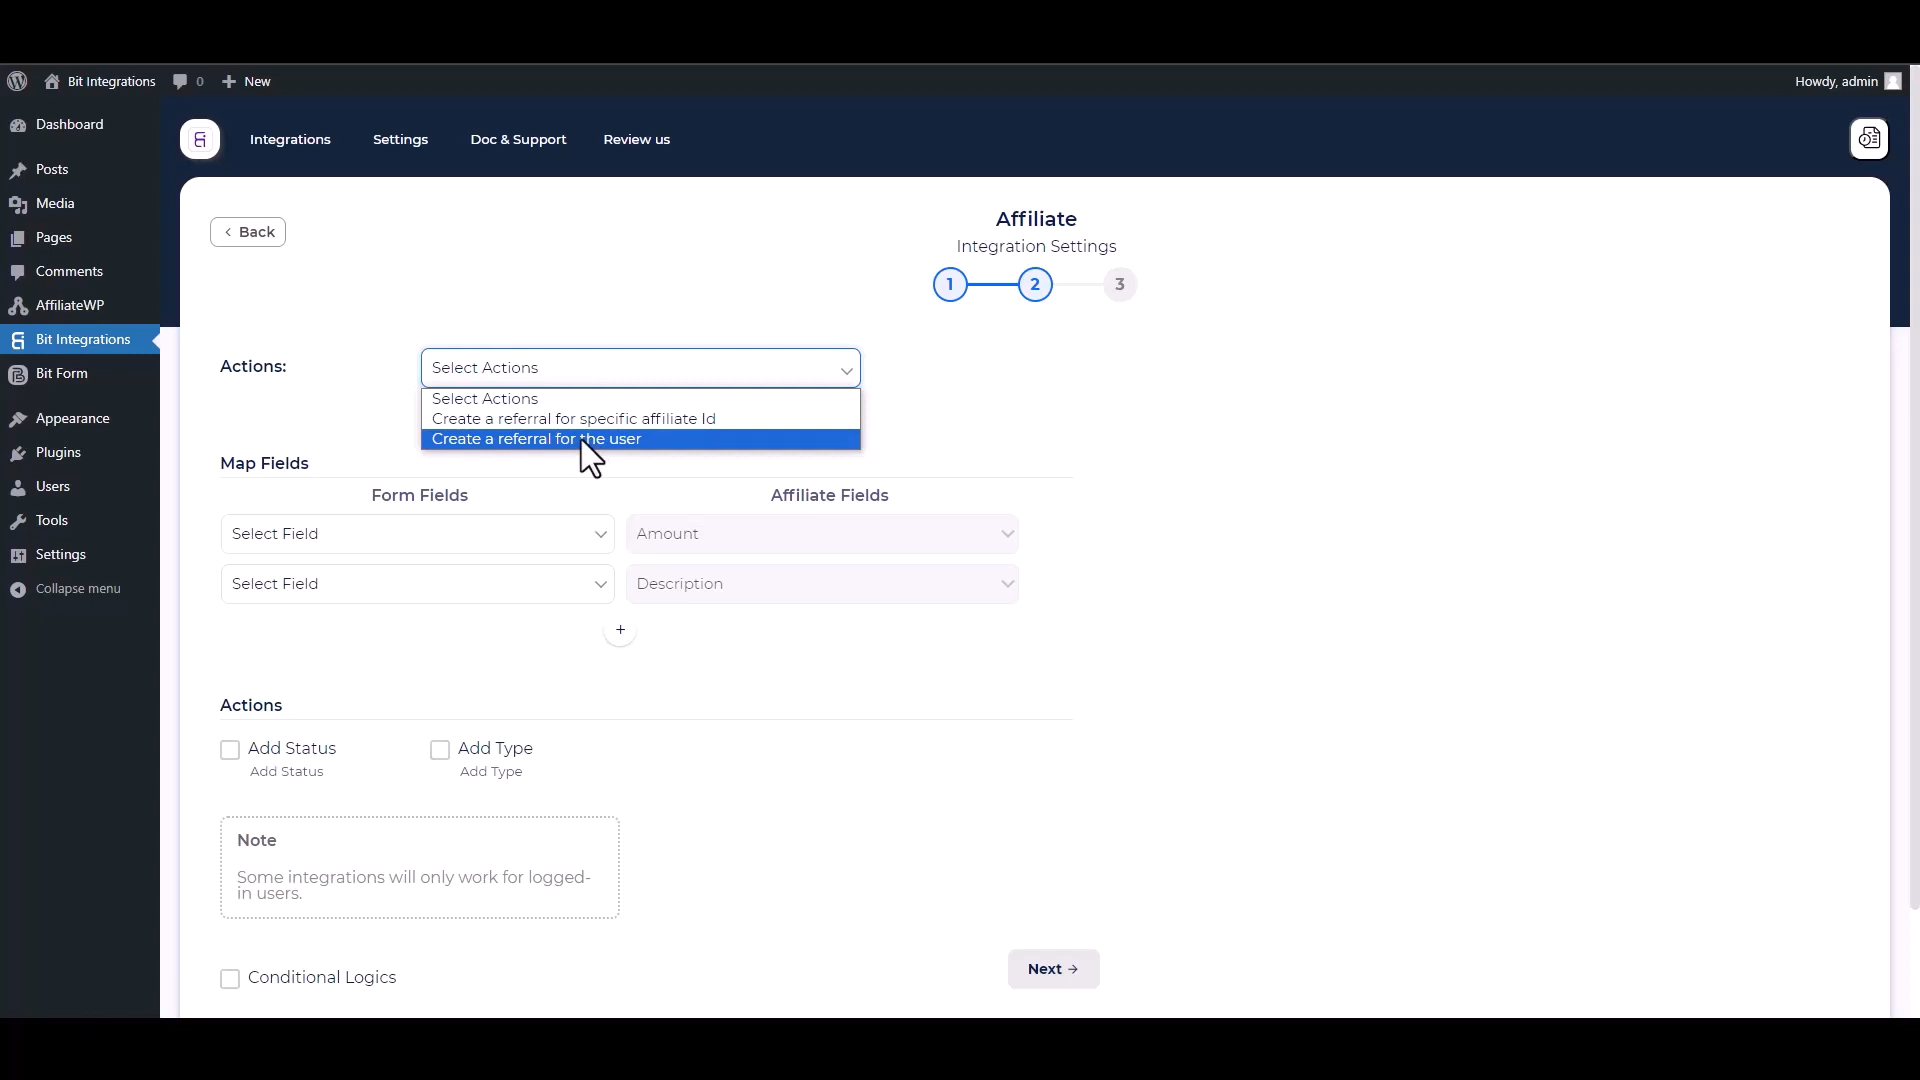 Bit Integrations 0 New Howdy, admin
Dashboard
Posts
Media
Pages
Comments
AffiliateWP
Bit Integrations
Bit Form
Appearance
Plugins
Users
Tools
Settings
Collapse menu
Integrations Settings Doc & Support Review us
Back
Affiliate
Integration Settings
1 2 3
Actions: Select Actions
Select Actions
Create a referral for specific affiliate Id
Create a referral for the user
Map Fields
Form Fields Affiliate Fields
Select Field Amount
Select Field Description
+
Actions
Add Status Add Type
Add Status Add Type
Note
Some integrations will only work for logged-
in users.
Conditional Logics
Next →